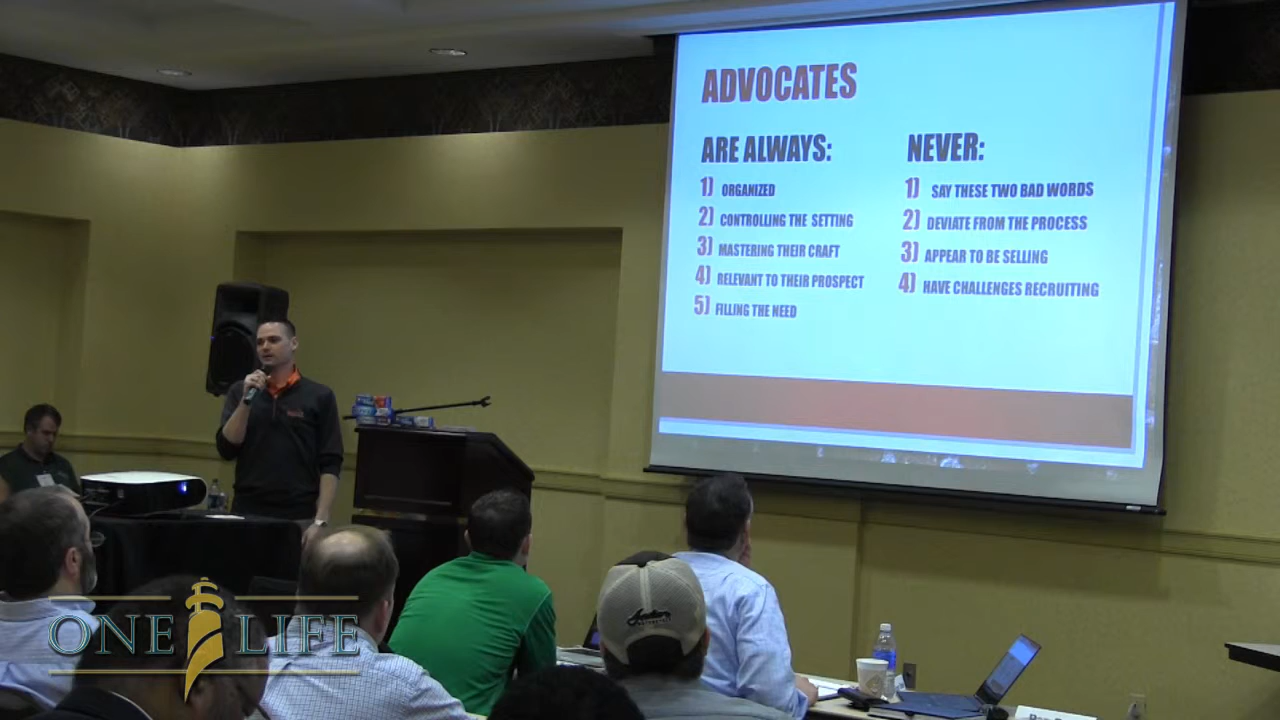 ADVOCATES
ARE ALWAYS:
1) ORGANIZED
2) CONTROLLING THE SETTING
3) MASTERING THEIR CRAFT
4) RELEVANT TO THEIR PROSPECT
5) FILLING THE NEED
NEVER:
1) SAY THESE TWO BAD WORDS
2) DEVIATE FROM THE PROCESS
3) APPEAR TO BE SELLING
4) HAVE CHALLENGES RECRUITING
ONE LIFE